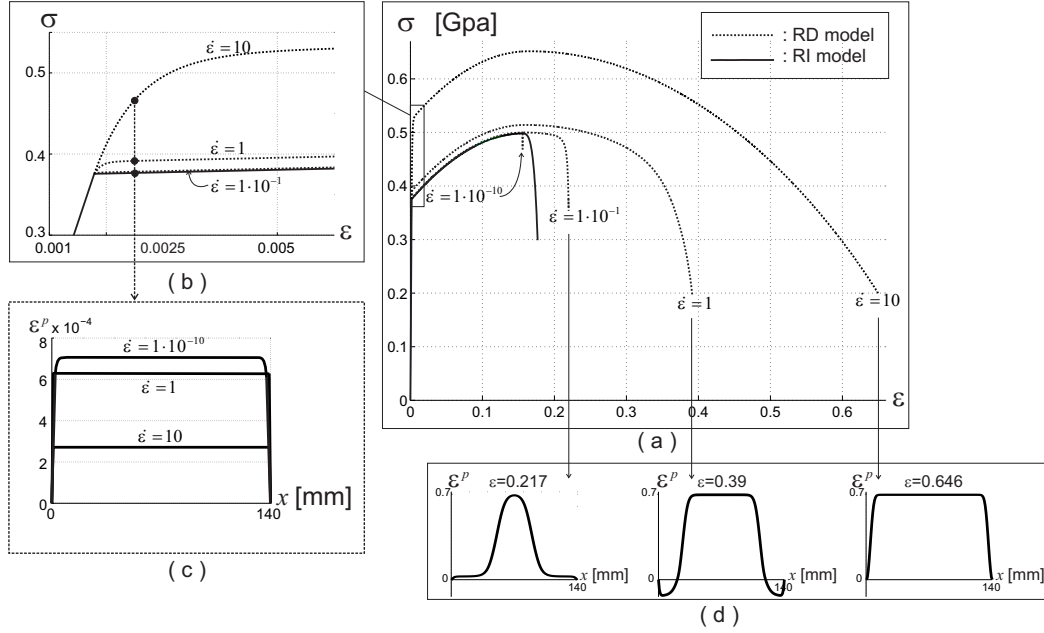 σ
ε̇ = 10
0.5
ε̇ = 1
0.4
ε̇ = 1·10⁻¹
0.3
0.001
0.0025
0.005
ε
( b )
σ [Gpa]
: RD model
: RI model
0.6
0.5
0.4
0.3
0.2
0.1
0
ε̇ = 1·10⁻¹⁰
ε̇ = 1·10⁻¹
ε̇ = 1
ε̇ = 10
0
0.1
0.2
0.3
0.4
0.5
0.6
ε
( a )
εᵖ x 10⁻⁴
8
6
4
2
0
ε̇ = 1·10⁻¹⁰
ε̇ = 1
ε̇ = 10
x [mm]
0
140
( c )
εᵖ
ε=0.217
0.7
0
x [mm]
140
εᵖ
ε=0.39
0.7
0
x [mm]
140
εᵖ
ε=0.646
0.7
0
x [mm]
140
( d )